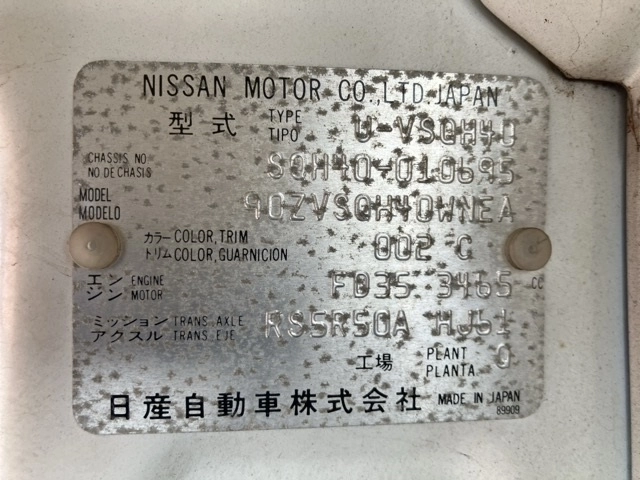 NISSAN MOTOR CO.,LTD.JAPAN
型式 TYPE TIPO U-VSQH40
CHASSIS NO NO DE CHASIS SQH40-010695
MODEL MODELO 90ZVSQH40WNEA
カラー COLOR,TRIM トリム COLOR,GUARNICION 002 C
エンジン ENGINE MOTOR FD35 3465 CC
ミッション TRANS.AXLE アクスル TRANS.EJE RS5R50A HJ61
工場 PLANT PLANTA 0
日産自動車株式会社 MADE IN JAPAN
89909